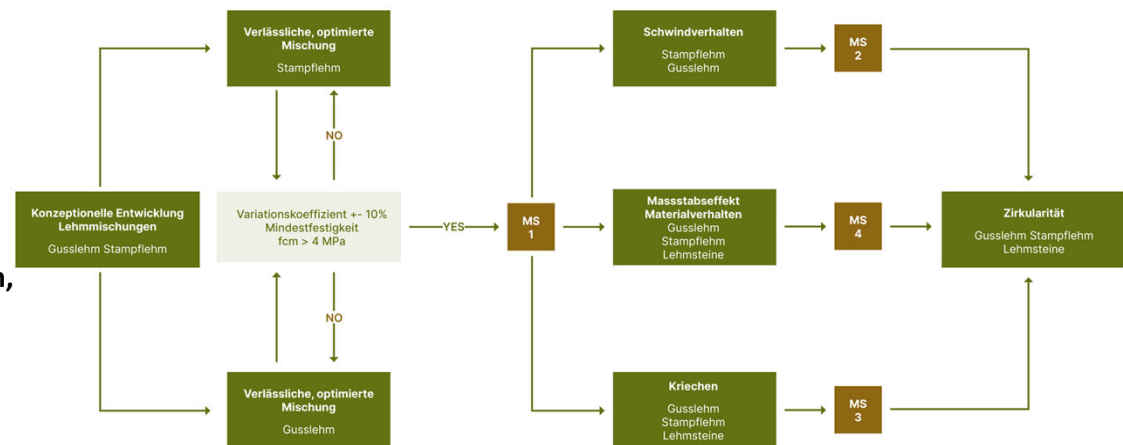 Konzeptionelle Entwicklung
Lehmmischungen
Gusslehm Stampflehm
n,
Verlässliche, optimierte
Mischung
Stampflehm
NO
Variationskoeffizient +- 10%
Mindestfestigkeit
fcm > 4 MPa
NO
Verlässliche, optimierte
Mischung
Gusslehm
YES
MS
1
Schwindverhalten
Stampflehm
Gusslehm
MS
2
Massstabseffekt
Materialverhalten
Gusslehm
Stampflehm
Lehmsteine
MS
4
Kriechen
Gusslehm
Stampflehm
Lehmsteine
MS
3
Zirkularität
Gusslehm Stampflehm
Lehmsteine